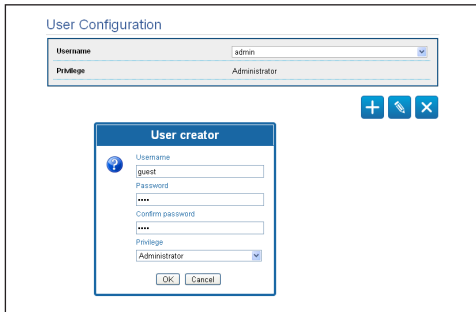 User Configuration
Username admin
Privilege Administrator
User creator
Username
guest
Password
••••
Confirm password
••••
Privilege
Administrator
OK Cancel